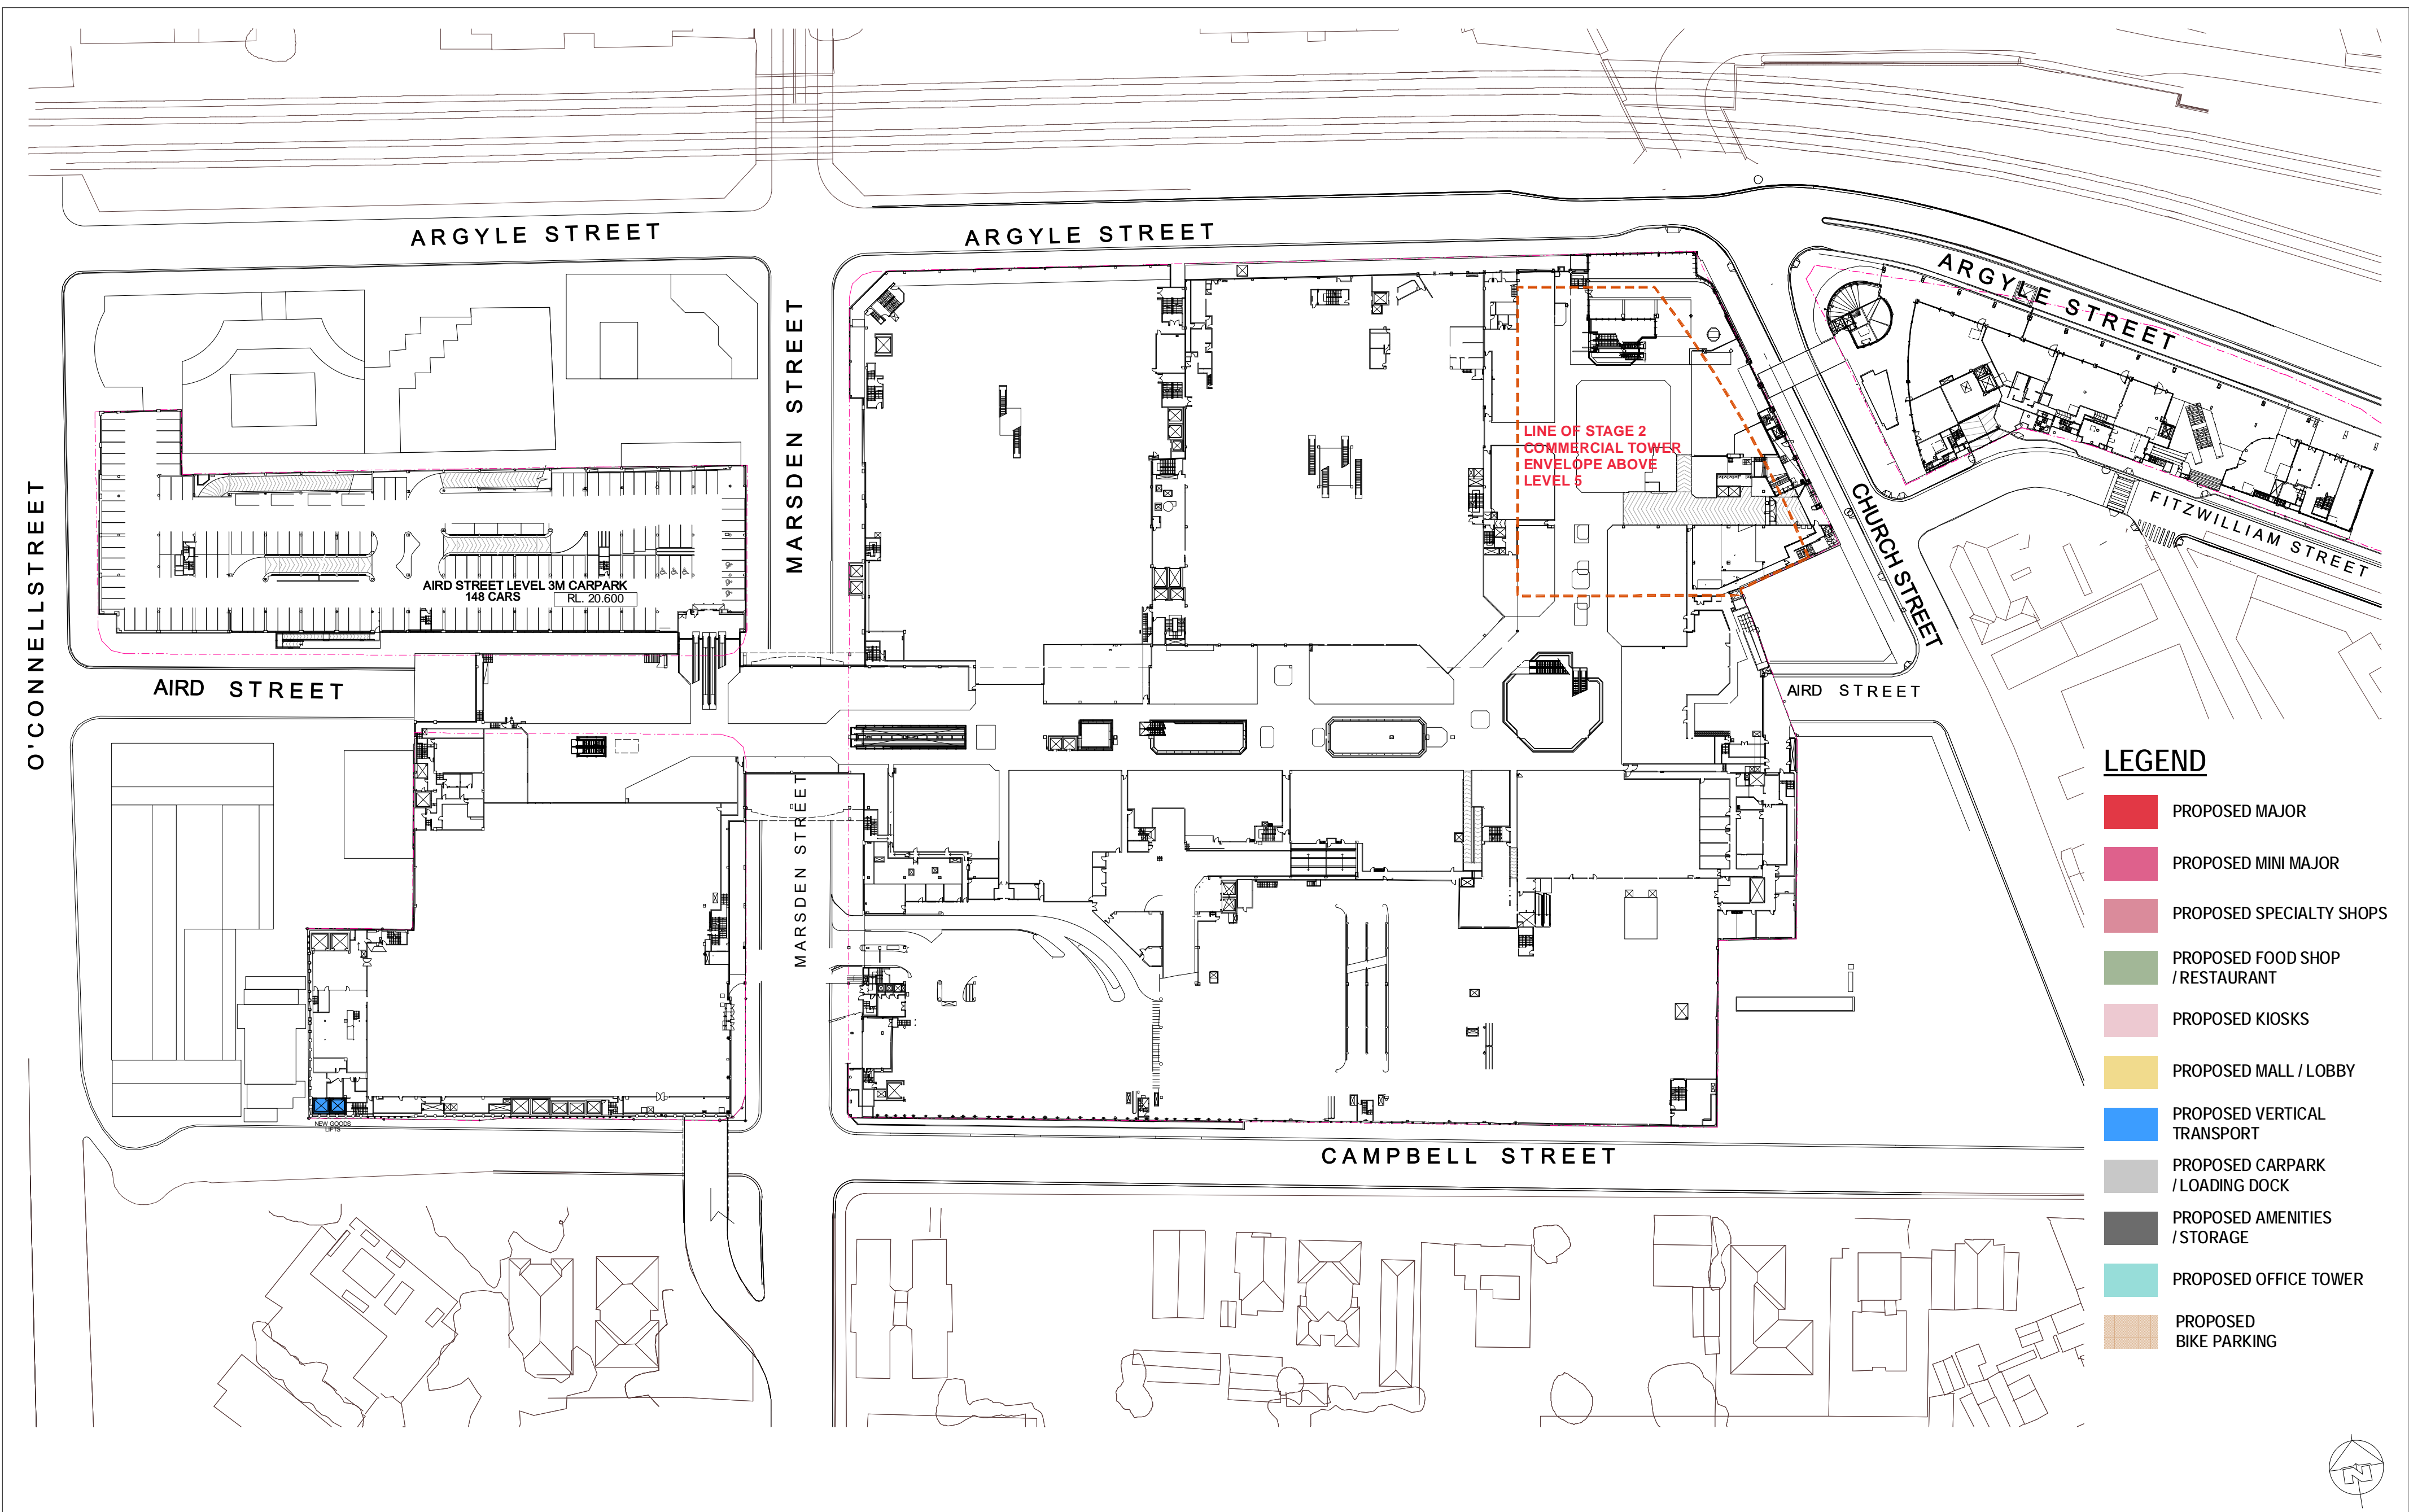 ARGYLE STREET
ARGYLE STREET
ARGYLE STREET
O'CONNELLSTREET
MARSDEN STREET
LINE OF STAGE 2
COMMERCIAL TOWER
ENVELOPE ABOVE
LEVEL 5
CHURCH STREET
FITZWILLIAM STREET
AIRD STREET LEVEL 3M CARPARK
148 CARS
RL. 20.600
AIRD STREET
AIRD STREET
MARSDEN STREET
NEW GOODS
LIFTS
CAMPBELL STREET
LEGEND
PROPOSED MAJOR
PROPOSED MINI MAJOR
PROPOSED SPECIALTY SHOPS
PROPOSED FOOD SHOP
/ RESTAURANT
PROPOSED KIOSKS
PROPOSED MALL / LOBBY
PROPOSED VERTICAL
TRANSPORT
PROPOSED CARPARK
/ LOADING DOCK
PROPOSED AMENITIES
/ STORAGE
PROPOSED OFFICE TOWER
PROPOSED
BIKE PARKING
N